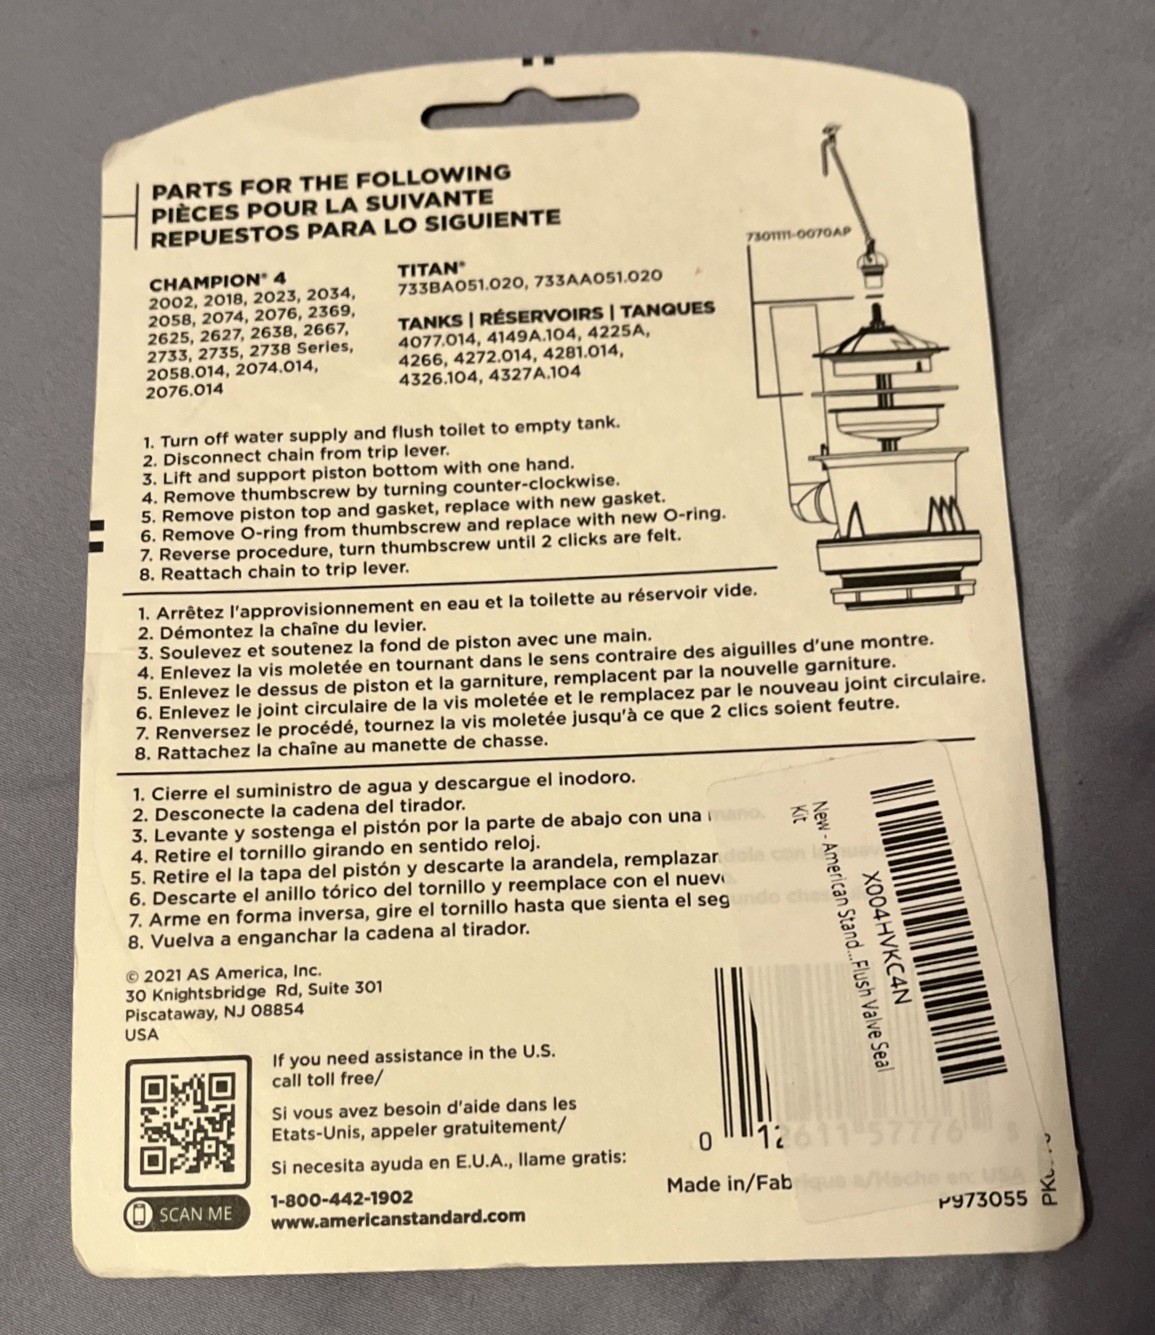 PARTS FOR THE FOLLOWING
PIÈCES POUR LA SUIVANTE
REPUESTOS PARA LO SIGUIENTE
CHAMPION® 4
2002, 2018, 2023, 2034,
2058, 2074, 2076, 2369,
2625, 2627, 2638, 2667,
2733, 2735, 2738 Series,
2058.014, 2074.014,
2076.014
TITAN®
733BA051.020, 733AA051.020
TANKS | RÉSERVOIRS | TANQUES
4077.014, 4149A.104, 4225A,
4266, 4272.014, 4281.014,
4326.104, 4327A.104
7301111-0070AP
1. Turn off water supply and flush toilet to empty tank.
2. Disconnect chain from trip lever.
3. Lift and support piston bottom with one hand.
4. Remove thumbscrew by turning counter-clockwise.
5. Remove piston top and gasket, replace with new gasket.
6. Remove O-ring from thumbscrew and replace with new O-ring.
7. Reverse procedure, turn thumbscrew until 2 clicks are felt.
8. Reattach chain to trip lever.
1. Arrêtez l'approvisionnement en eau et la toilette au réservoir vide.
2. Démontez la chaîne du levier.
3. Soulevez et soutenez la fond de piston avec une main.
4. Enlevez la vis moletée en tournant dans le sens contraire des aiguilles d'une montre.
5. Enlevez le dessus de piston et la garniture, remplacent par la nouvelle garniture.
6. Enlevez le joint circulaire de la vis moletée et le remplacez par le nouveau joint circulaire.
7. Renversez le procédé, tournez la vis moletée jusqu'à ce que 2 clics soient feutre.
8. Rattachez la chaîne au manette de chasse.
1. Cierre el suministro de agua y descargue el inodoro.
2. Desconecte la cadena del tirador.
3. Levante y sostenga el pistón por la parte de abajo con una mano.
4. Retire el tornillo girando en sentido reloj.
5. Retire el la tapa del pistón y descarte la arandela, remplazar
6. Descarte el anillo tórico del tornillo y reemplace con el
7. Arme en forma inversa, gire el tornillo hasta que sienta el
8. Vuelva a enganchar la cadena al tirador.
© 2021 AS America, Inc.
30 Knightsbridge Rd, Suite 301
Piscataway, NJ 08854
USA
SCAN ME
If you need assistance in the U.S.
call toll free/
Si vous avez besoin d'aide dans les
Etats-Unis, appeler gratuitement/
Si necesita ayuda en E.U.A., llame gratis:
1-800-442-1902
www.americanstandard.com
X004HVKC4N
New - American Stand...Flush Valve Seal
Kit
0 12611 57776 5
Made in/Fabriqué a/Hecho en: USA
P973055